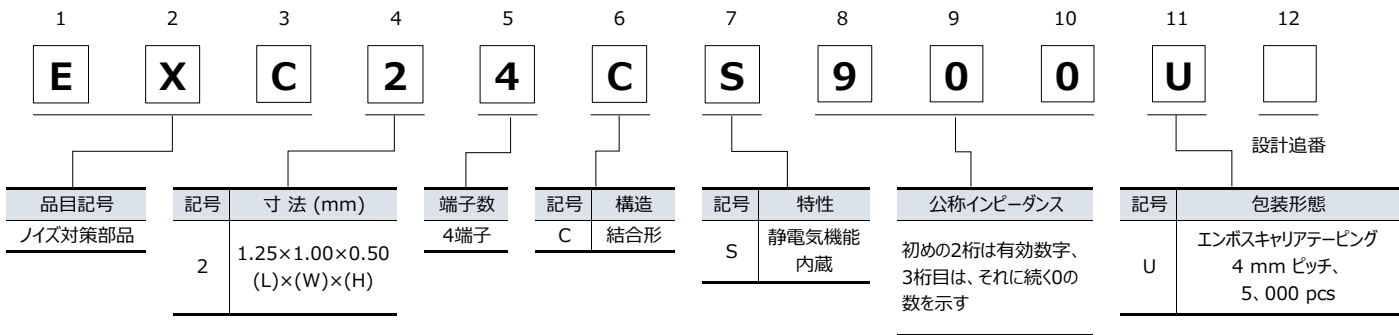 1 2 3 4 5 6 7 8 9 10 11 12
E X C 2 4 C S 9 0 0 U
設計追番
品目記号
ノイズ対策部品
記号 寸 法 (mm)
2 1.25×1.00×0.50
(L)×(W)×(H)
端子数
4端子
記号 構造
C 結合形
記号 特性
S 静電気機能
内蔵
公称インピーダンス
初めの2桁は有効数字、
3桁目は、それに続く0の
数を示す
記号 包装形態
U エンボスキャリアテーピング
4 mm ピッチ、
5、000 pcs